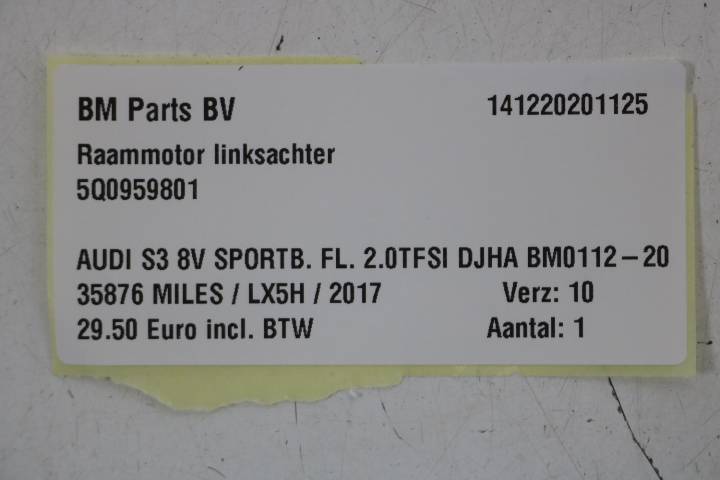 BM Parts BV 141220201125
Raammotor linksachter
5Q0959801
AUDI S3 8V SPORTB. FL. 2.0TFSI DJHA BM0112-20
35876 MILES / LX5H / 2017 Verz: 10
29.50 Euro incl. BTW Aantal: 1